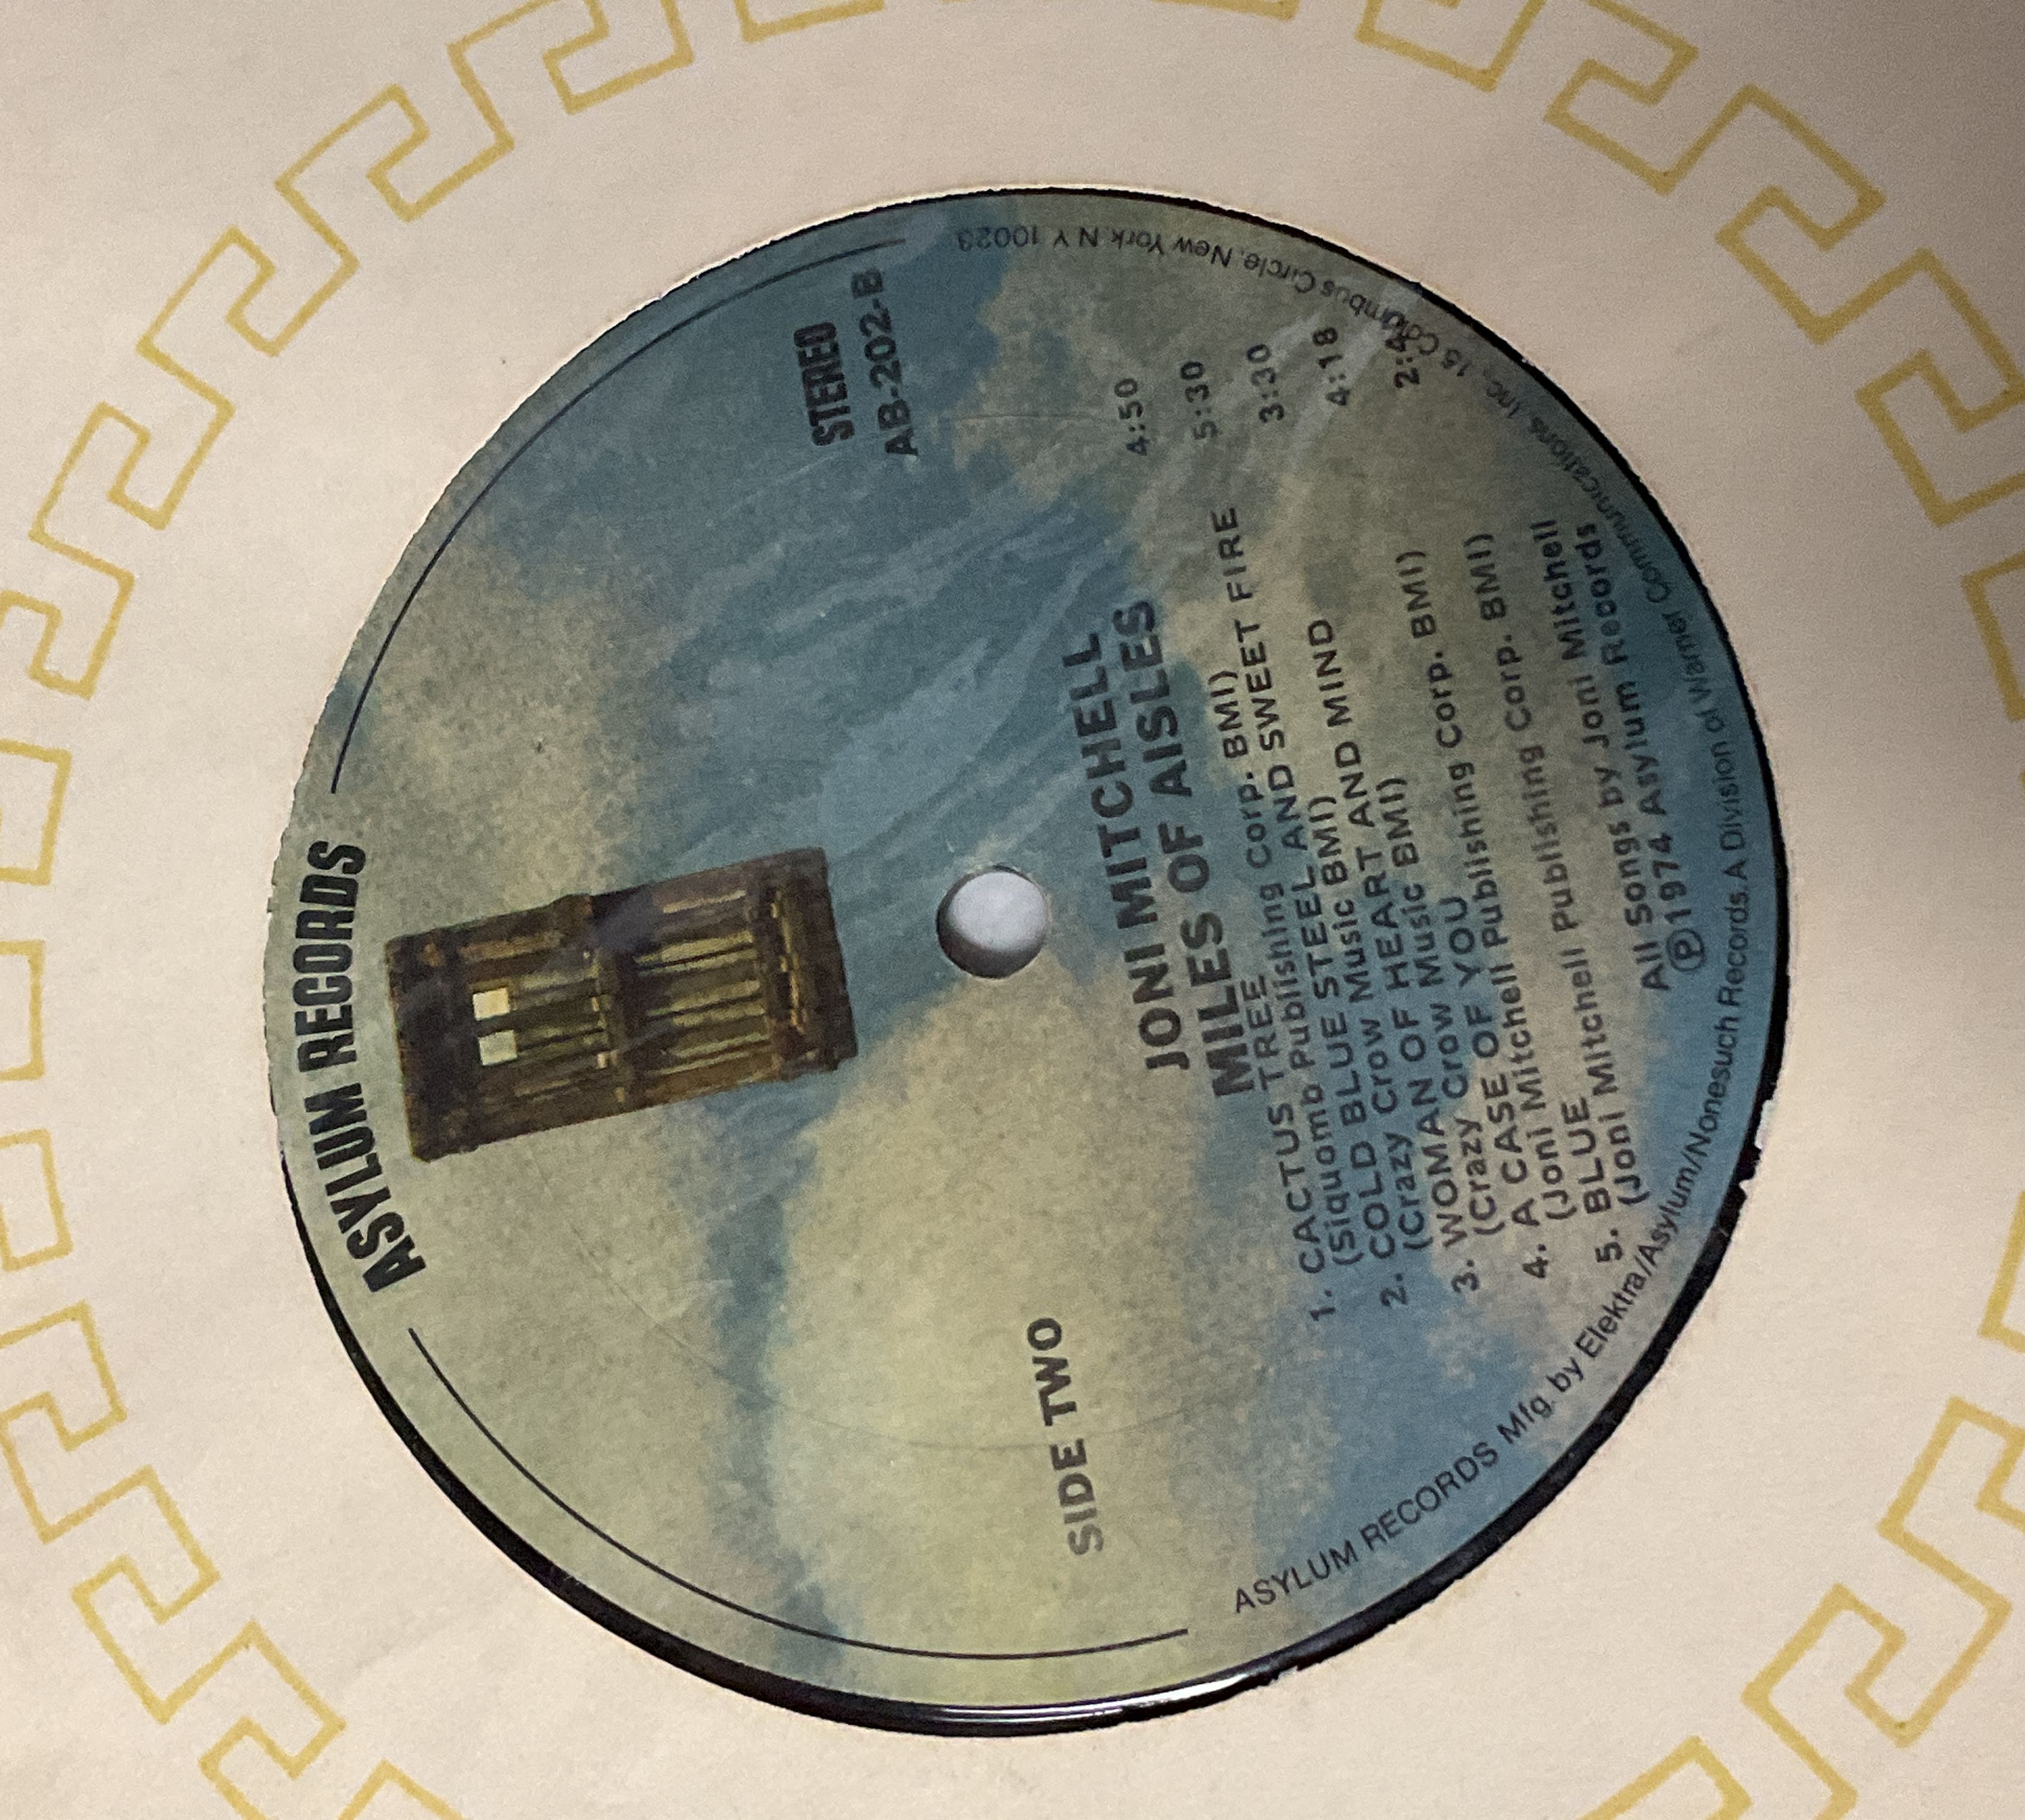 ASYLUM RECORDS
STEREO
AB-202-B
SIDE TWO
JONI MITCHELL
MILES OF AISLES
1. CACTUS TREE 4:50
(Siquomb Publishing Corp. BMI)
2. COLD BLUE STEEL AND SWEET FIRE 5:30
(Crazy Crow Music BMI)
3. WOMAN OF HEART AND MIND 3:30
(Crazy Crow Music BMI)
4. A CASE OF YOU 4:18
(Joni Mitchell Publishing Corp. BMI)
5. BLUE
(Joni Mitchell Publishing Corp. BMI)
All Songs by Joni Mitchell
℗1974 Asylum Records
ASYLUM RECORDS Mfg. by Elektra/Asylum/Nonesuch Records. A Division of Warner Communications, Inc., 15 Columbus Circle, New York N Y 10023